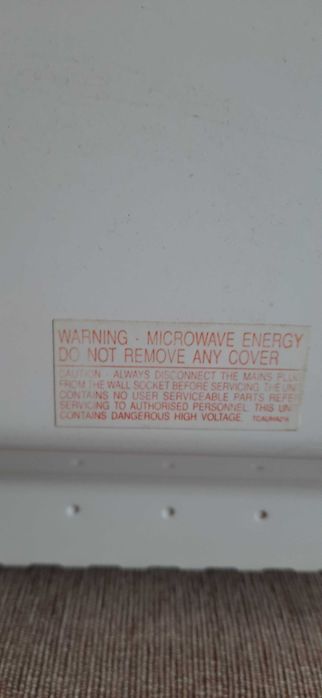 WARNING - MICROWAVE ENERGY
DO NOT REMOVE ANY COVER
CAUTION - ALWAYS DISCONNECT THE MAINS PLUG
FROM THE WALL SOCKET BEFORE SERVICING. THE
CONTAINS NO USER SERVICEABLE PARTS REFER
SERVICING TO AUTHORISED PERSONNEL. THIS
CONTAINS DANGEROUS HIGH VOLTAGE.